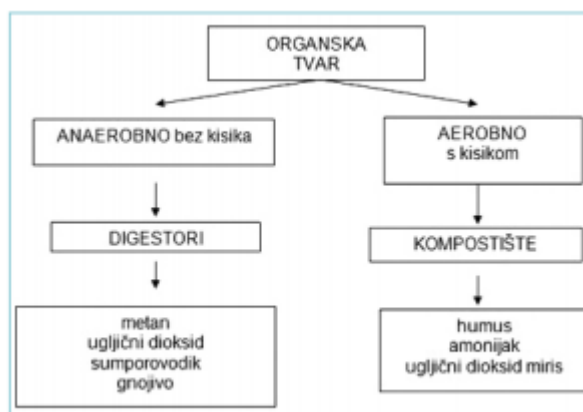 ORGANSKA
TVAR
ANAEROBNO bez kisika
AEROBNO
s kisikom
DIGESTORI
KOMPOSTIŠTE
metan
ugljični dioksid
sumporovodik
gnojivo
humus
amonijak
ugljični dioksid miris